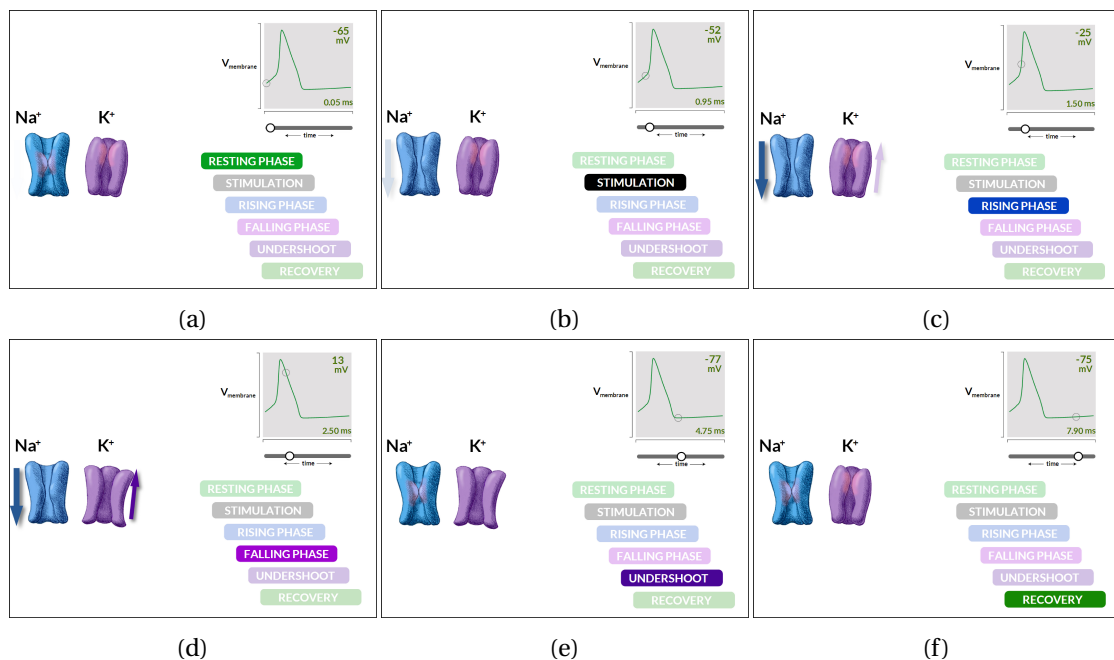 -65
mV
Vmembrane
0.05 ms
Na+
K+
time
RESTING PHASE
STIMULATION
RISING PHASE
FALLING PHASE
UNDERSHOOT
RECOVERY
(a)
-52
mV
Vmembrane
0.95 ms
Na+
K+
time
RESTING PHASE
STIMULATION
RISING PHASE
FALLING PHASE
UNDERSHOOT
RECOVERY
(b)
-25
mV
Vmembrane
1.50 ms
Na+
K+
time
RESTING PHASE
STIMULATION
RISING PHASE
FALLING PHASE
UNDERSHOOT
RECOVERY
(c)
13
mV
Vmembrane
2.50 ms
Na+
K+
time
RESTING PHASE
STIMULATION
RISING PHASE
FALLING PHASE
UNDERSHOOT
RECOVERY
(d)
-77
mV
Vmembrane
4.75 ms
Na+
K+
time
RESTING PHASE
STIMULATION
RISING PHASE
FALLING PHASE
UNDERSHOOT
RECOVERY
(e)
-75
mV
Vmembrane
7.90 ms
Na+
K+
time
RESTING PHASE
STIMULATION
RISING PHASE
FALLING PHASE
UNDERSHOOT
RECOVERY
(f)